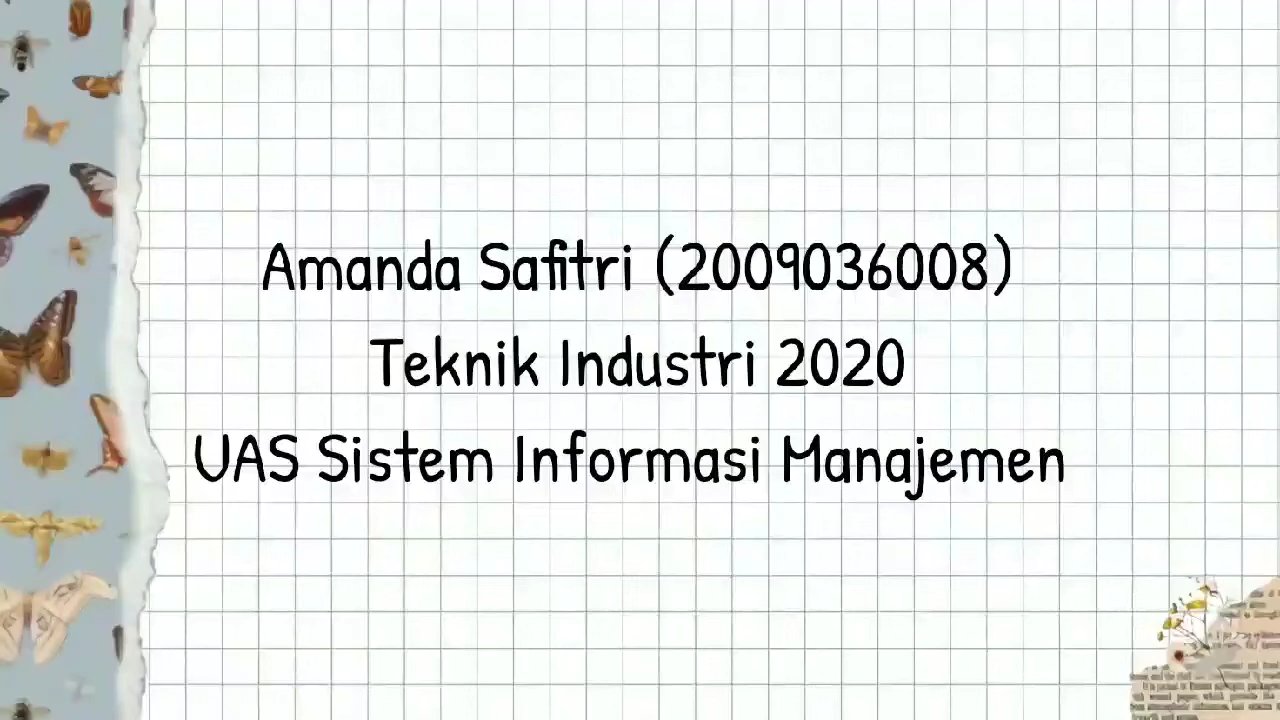 Amanda Safitri (2009036008)
Teknik Industri 2020
UAS Sistem Informasi Manajemen